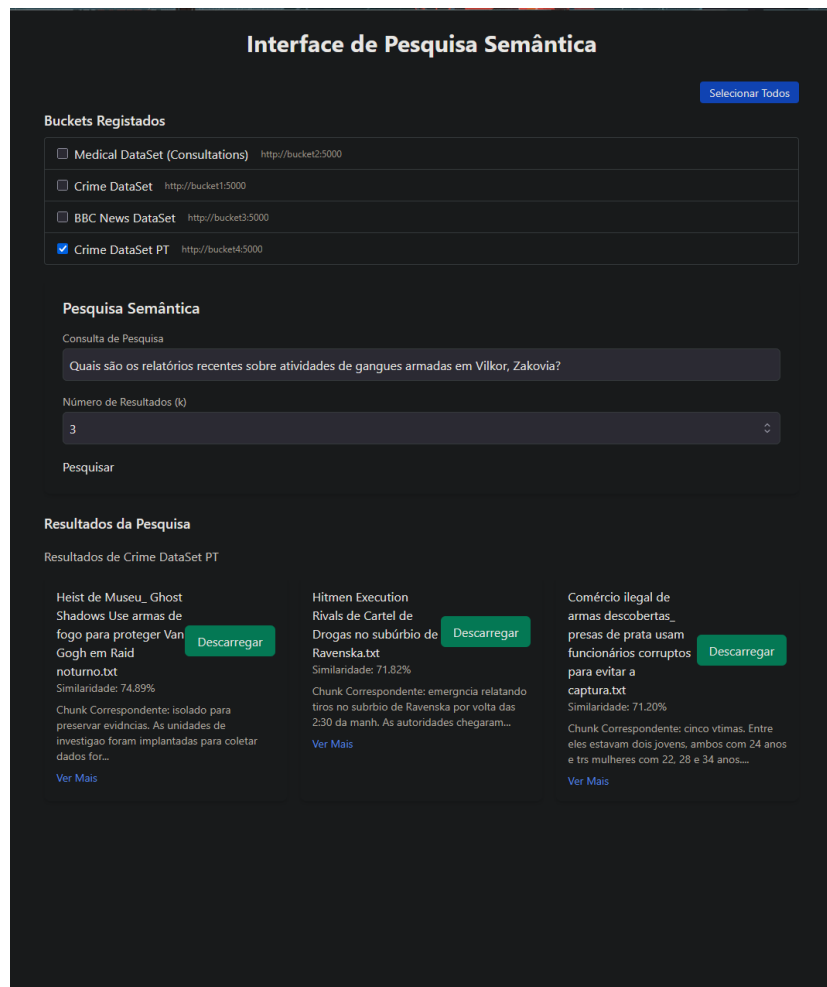 Interface de Pesquisa Semântica
Selecionar Todos
Buckets Registados
Medical DataSet (Consultations) http://bucket2:5000
Crime DataSet http://bucket1:5000
BBC News DataSet http://bucket3:5000
Crime DataSet PT http://bucket4:5000
Pesquisa Semântica
Consulta de Pesquisa
Quais são os relatórios recentes sobre atividades de gangues armadas em Vilkor, Zakovia?
Número de Resultados (k)
3
Pesquisar
Resultados da Pesquisa
Resultados de Crime DataSet PT
Heist de Museu_ Ghost
Shadows Use armas de
fogo para proteger Van
Gogh em Raid
noturno.txt
Descarregar
Similaridade: 74.89%
Chunk Correspondente: isolado para
preservar evidncias. As unidades de
investigao foram implantadas para coletar
dados for...
Ver Mais
Hitmen Execution
Rivals de Cartel de
Drogas no subúrbio de
Ravenska.txt
Descarregar
Similaridade: 71.82%
Chunk Correspondente: emergncia relatando
tiros no subrbio de Ravenska por volta das
2:30 da manh. As autoridades chegaram...
Ver Mais
Comércio ilegal de
armas descobertas_
presas de prata usam
funcionários corruptos
para evitar a
captura.txt
Descarregar
Similaridade: 71.20%
Chunk Correspondente: cinco vtimas. Entre
eles estavam dois jovens, ambos com 24 anos
e trs mulheres com 22, 28 e 34 anos....
Ver Mais